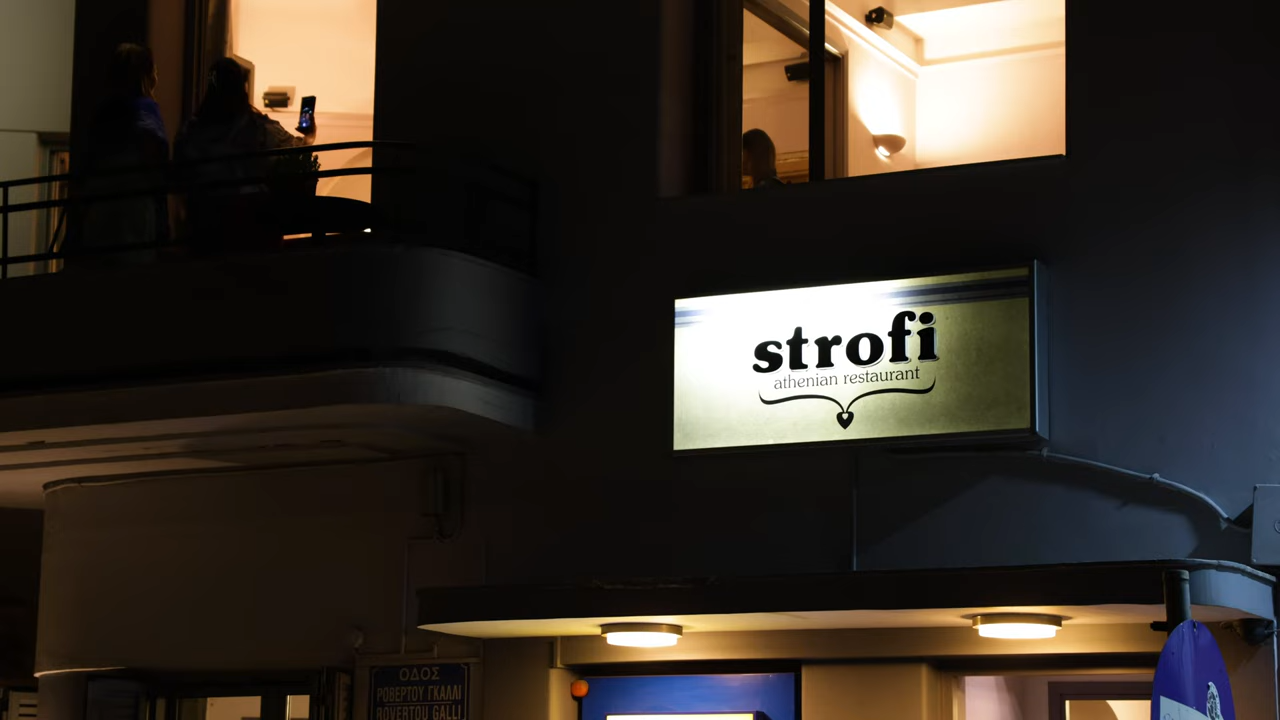 strofi
athenian restaurant
ΟΔΟΣ
ΡΟΒΕΡΤΟΥ ΓΚΑΛΛΙ
ROVERTOU GALLI